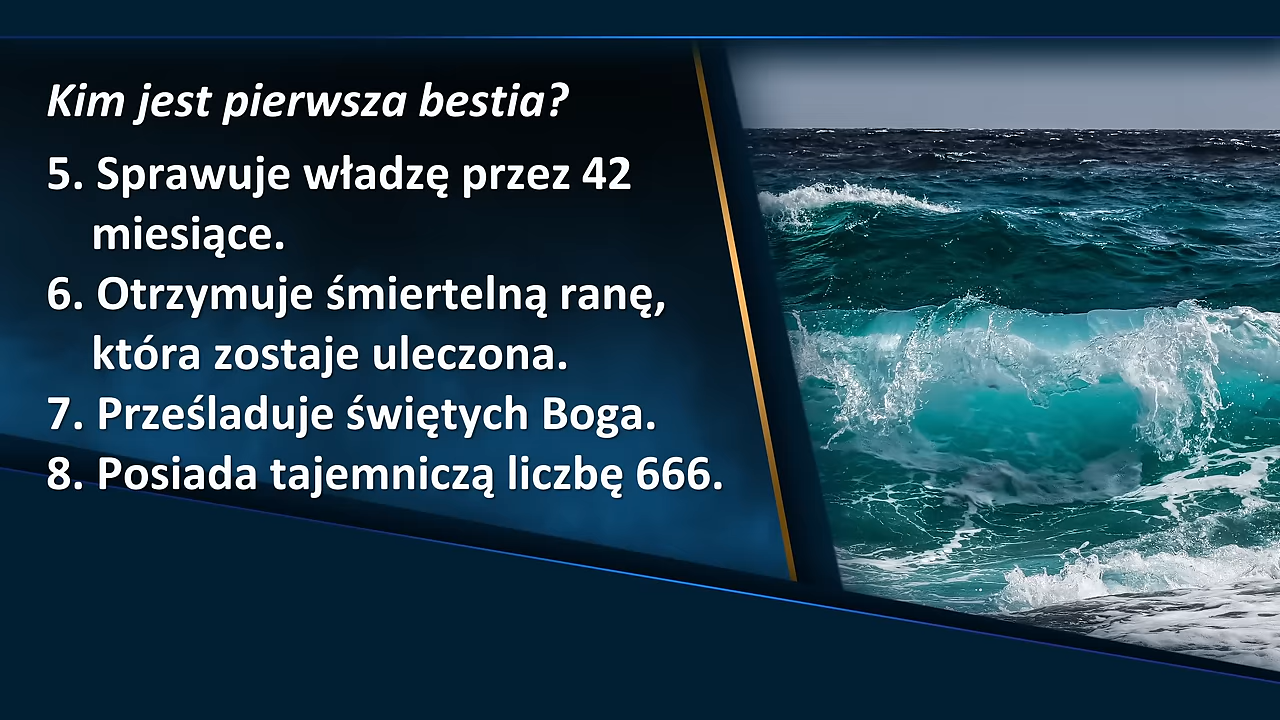 Kim jest pierwsza bestia?
5. Sprawuje władzę przez 42
miesiące.
6. Otrzymuje śmiertelną ranę,
która zostaje uleczona.
7. Prześladuje świętych Boga.
8. Posiada tajemniczą liczbę 666.